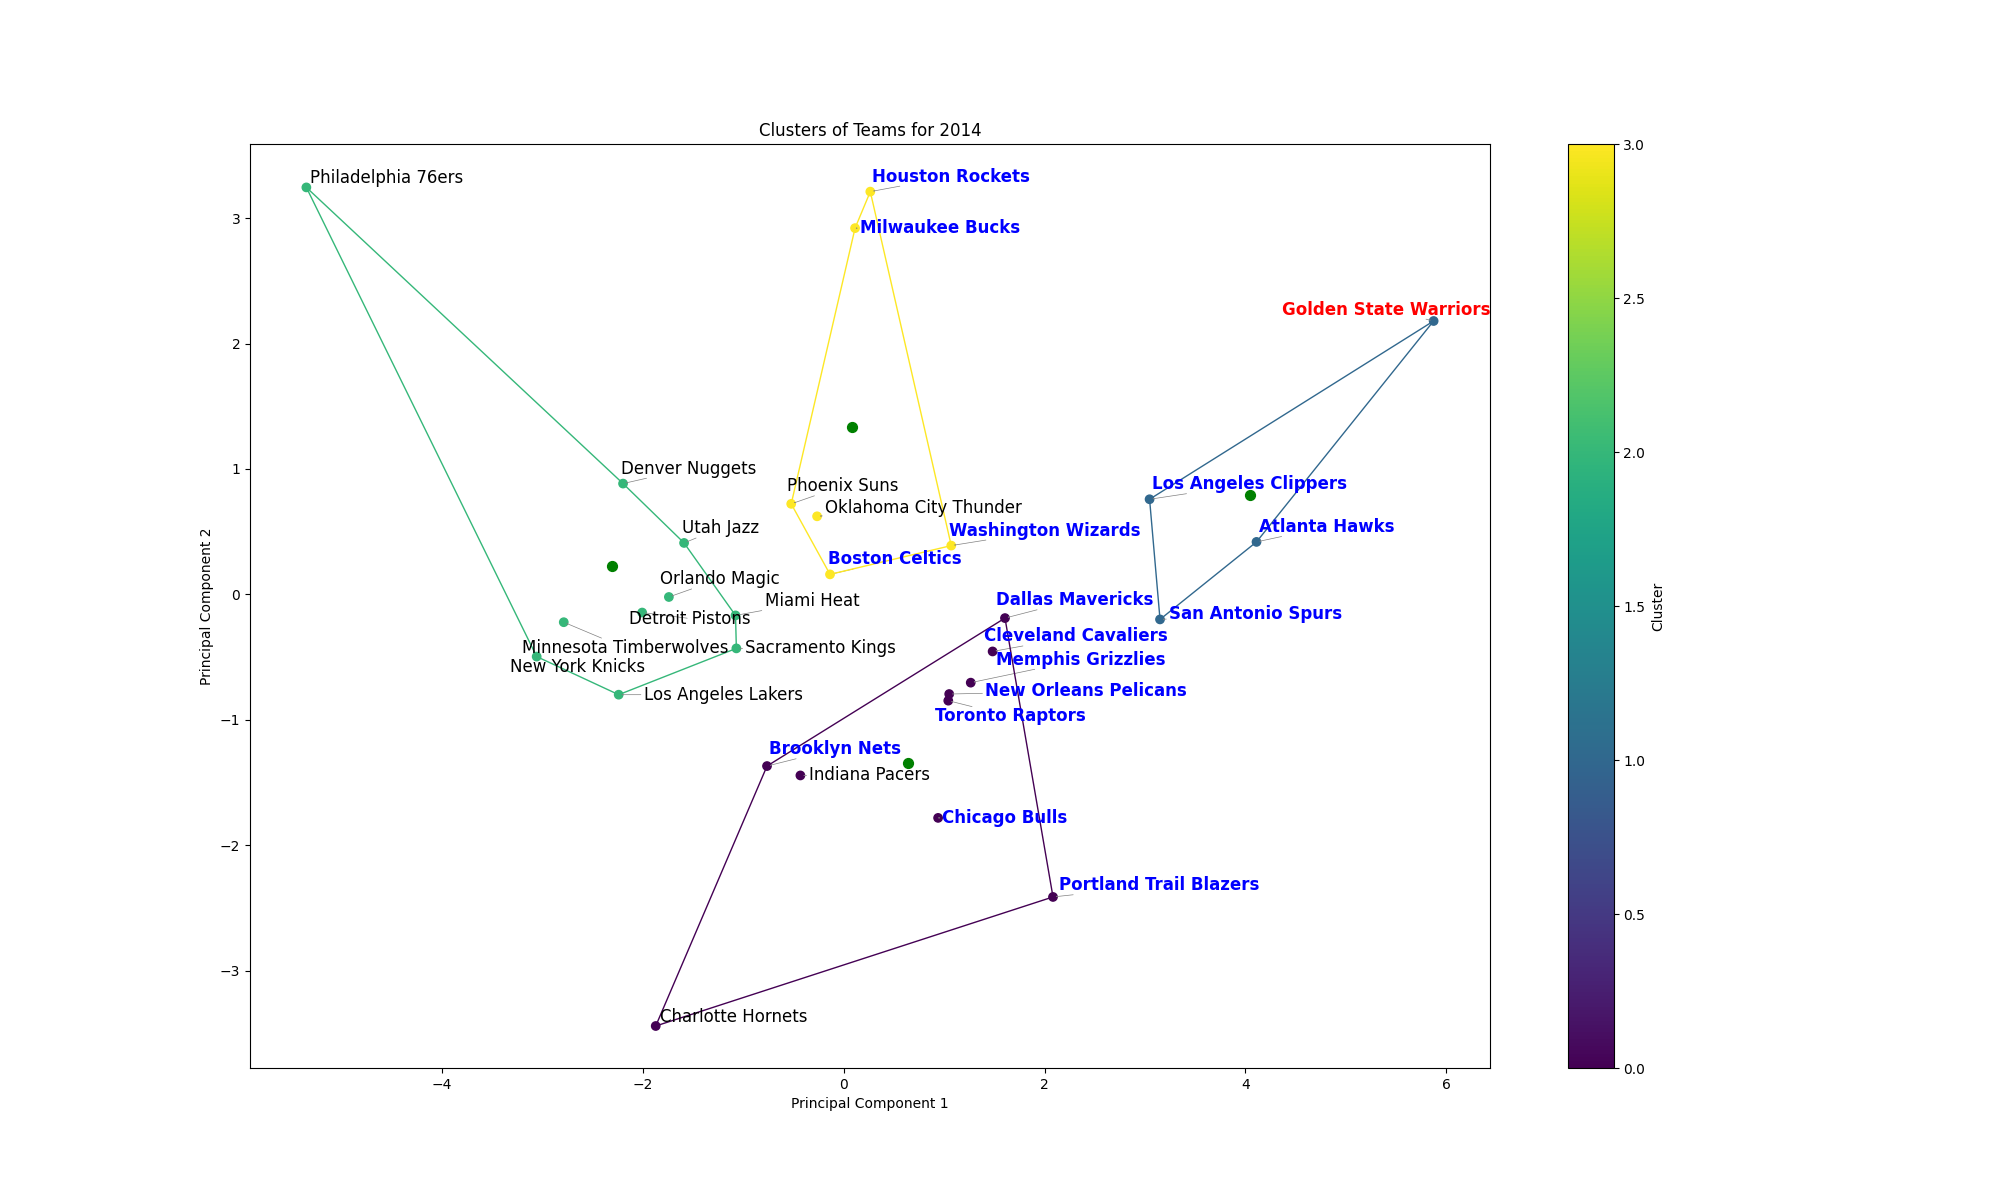 Clusters of Teams for 2014
Philadelphia 76ers
Houston Rockets
Milwaukee Bucks
Golden State Warriors
Denver Nuggets
Phoenix Suns
Los Angeles Clippers
Oklahoma City Thunder
Utah Jazz
Washington Wizards
Atlanta Hawks
Boston Celtics
Orlando Magic
Miami Heat
Dallas Mavericks
San Antonio Spurs
Detroit Pistons
Cleveland Cavaliers
Minnesota Timberwolves
Sacramento Kings
Memphis Grizzlies
New York Knicks
Los Angeles Lakers
New Orleans Pelicans
Toronto Raptors
Brooklyn Nets
Indiana Pacers
Chicago Bulls
Portland Trail Blazers
Charlotte Hornets
3
2
1
0
−1
−2
−3
Principal Component 2
−4
−2
0
2
4
6
Principal Component 1
3.0
2.5
2.0
1.5
1.0
0.5
0.0
Cluster